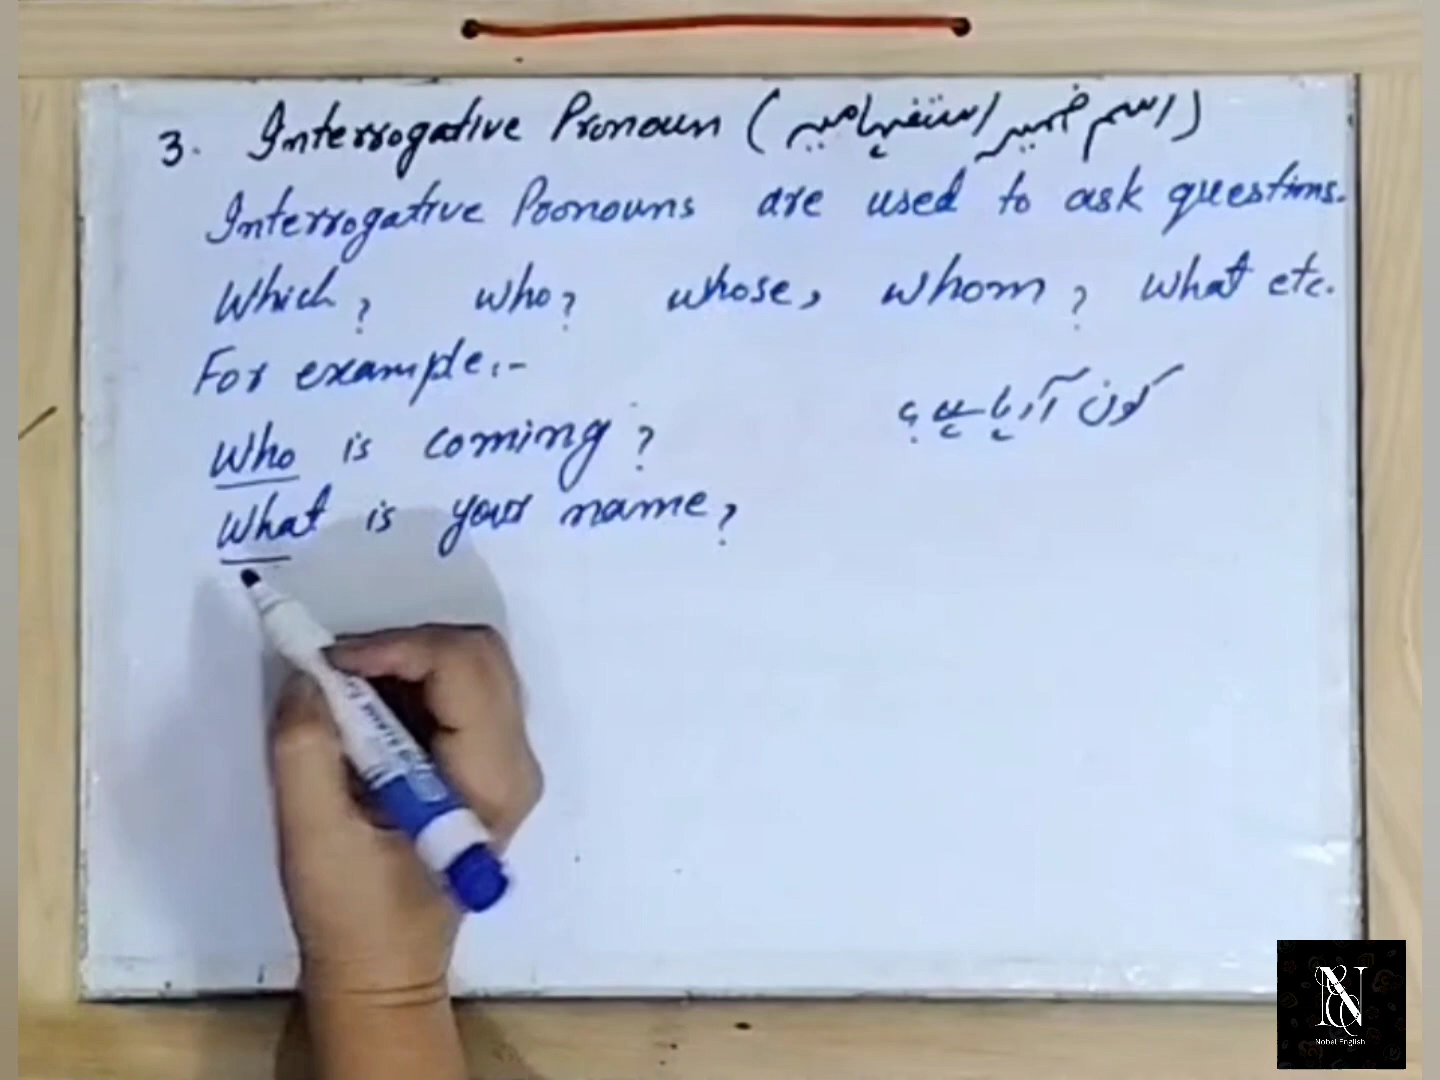 3. Interrogative Pronoun (اسم ضمیر استفہامیہ)
Interrogative Pronouns are used to ask questions.
Which, who, whose, whom, what etc.
For example:-
Who is coming? کون آرہا ہے؟
What is your name?
N&E
Nobel English